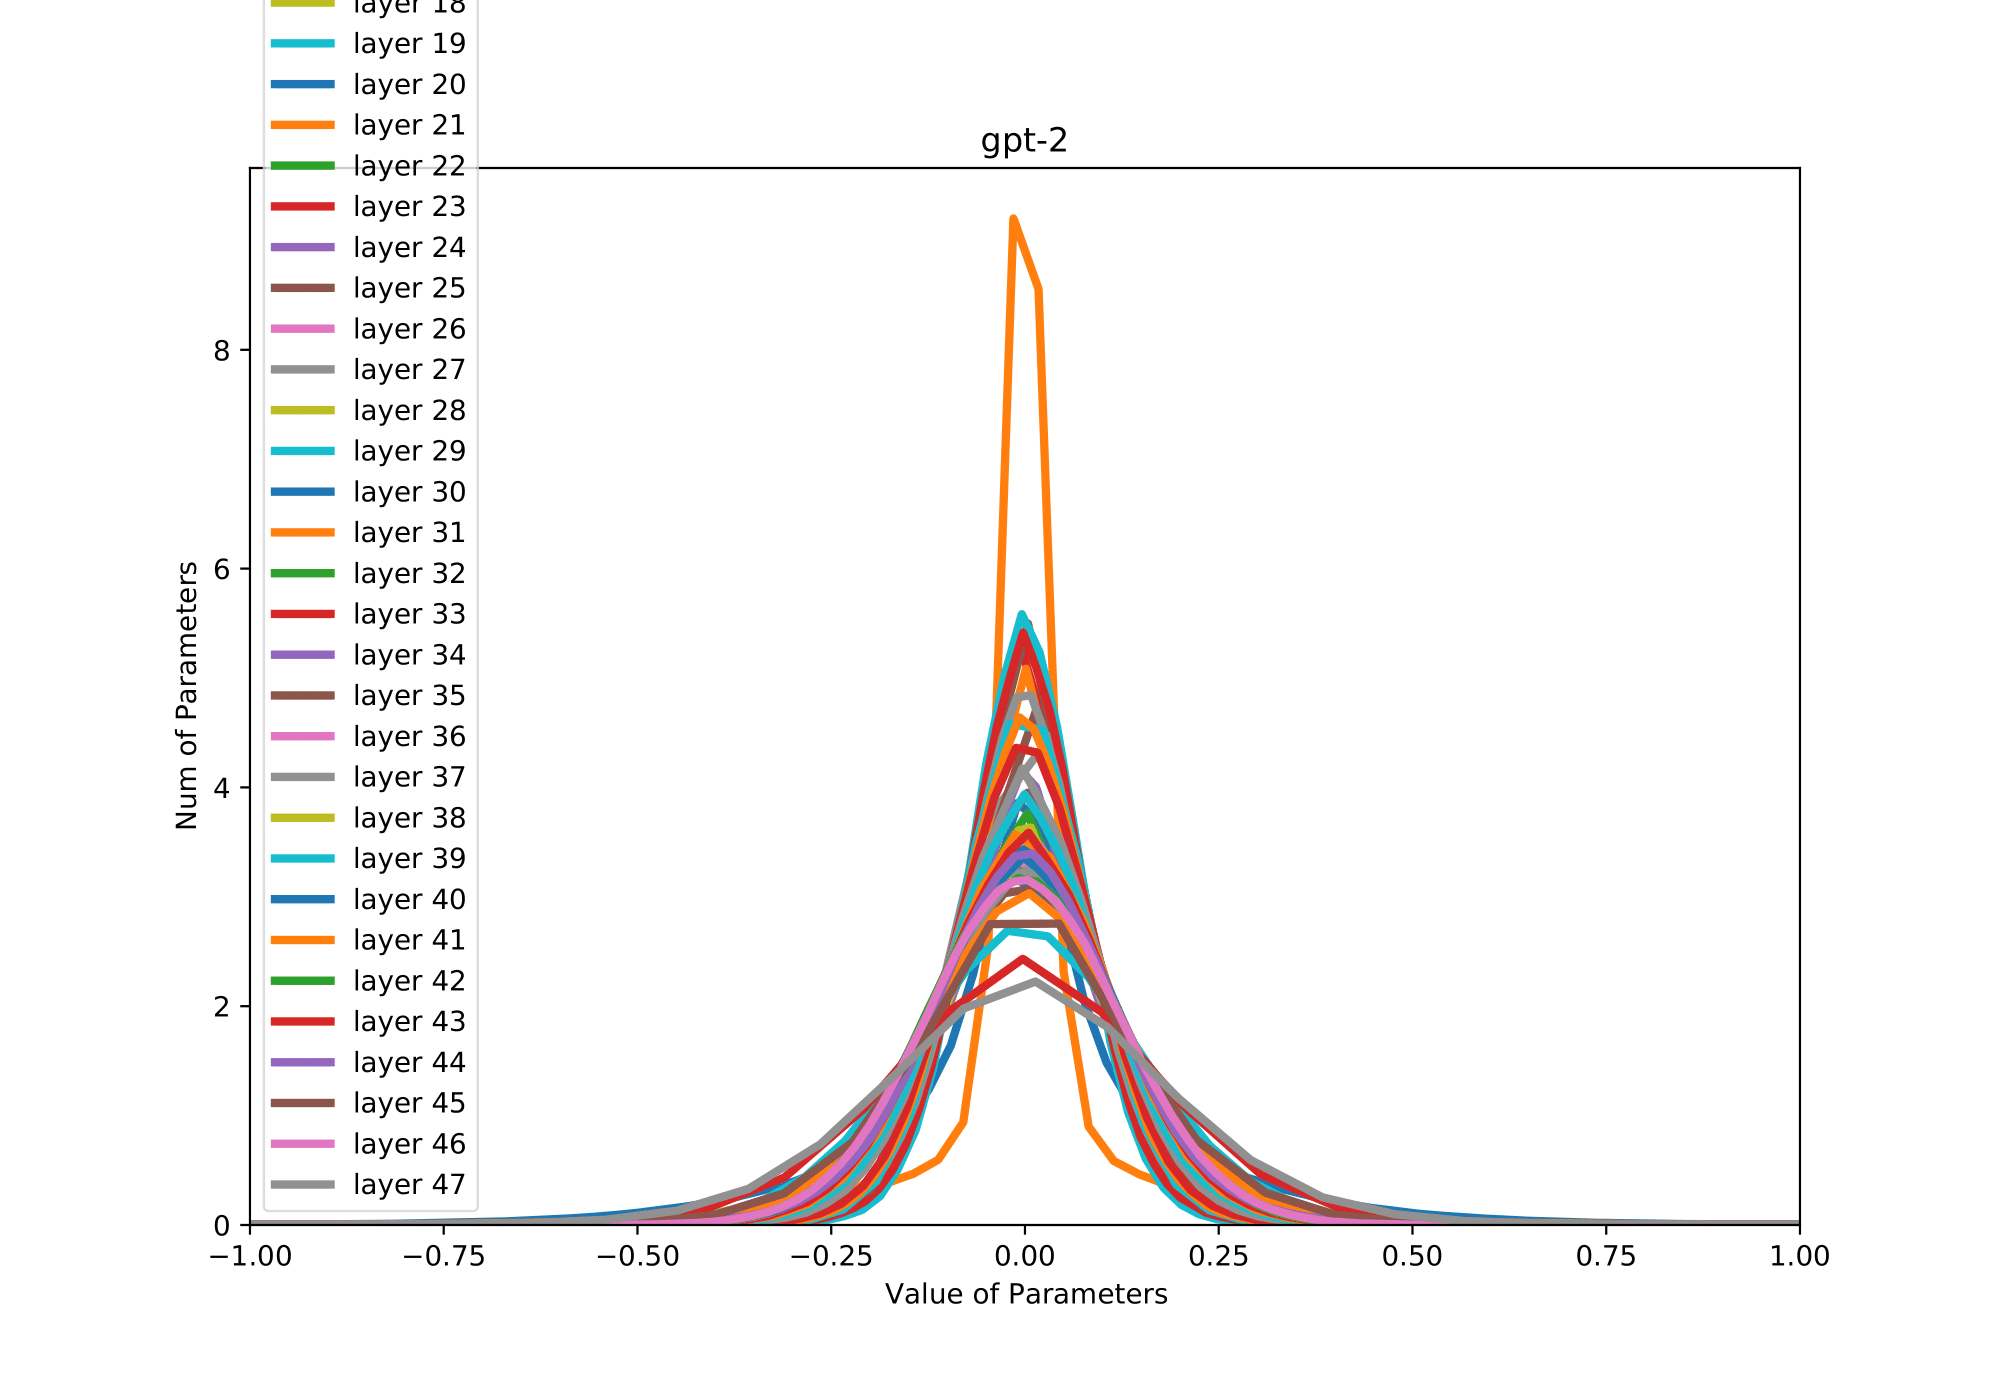 layer 18
layer 19
layer 20
layer 21
gpt-2
layer 22
layer 23
layer 24
layer 25
layer 26
layer 27
layer 28
layer 29
layer 30
layer 31
layer 32
layer 33
layer 34
layer 35
layer 36
layer 37
layer 38
layer 39
layer 40
layer 41
layer 42
layer 43
layer 44
layer 45
layer 46
layer 47
8
6
4
2
0
Num of Parameters
−1.00 −0.75 −0.50 −0.25 0.00 0.25 0.50 0.75 1.00
Value of Parameters